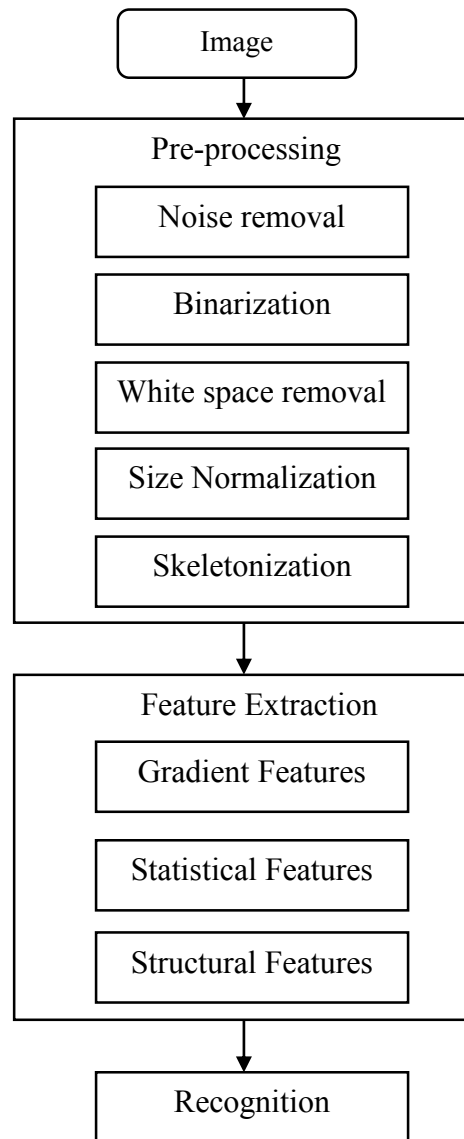 Image
Pre-processing
Noise removal
Binarization
White space removal
Size Normalization
Skeletonization
Feature Extraction
Gradient Features
Statistical Features
Structural Features
Recognition